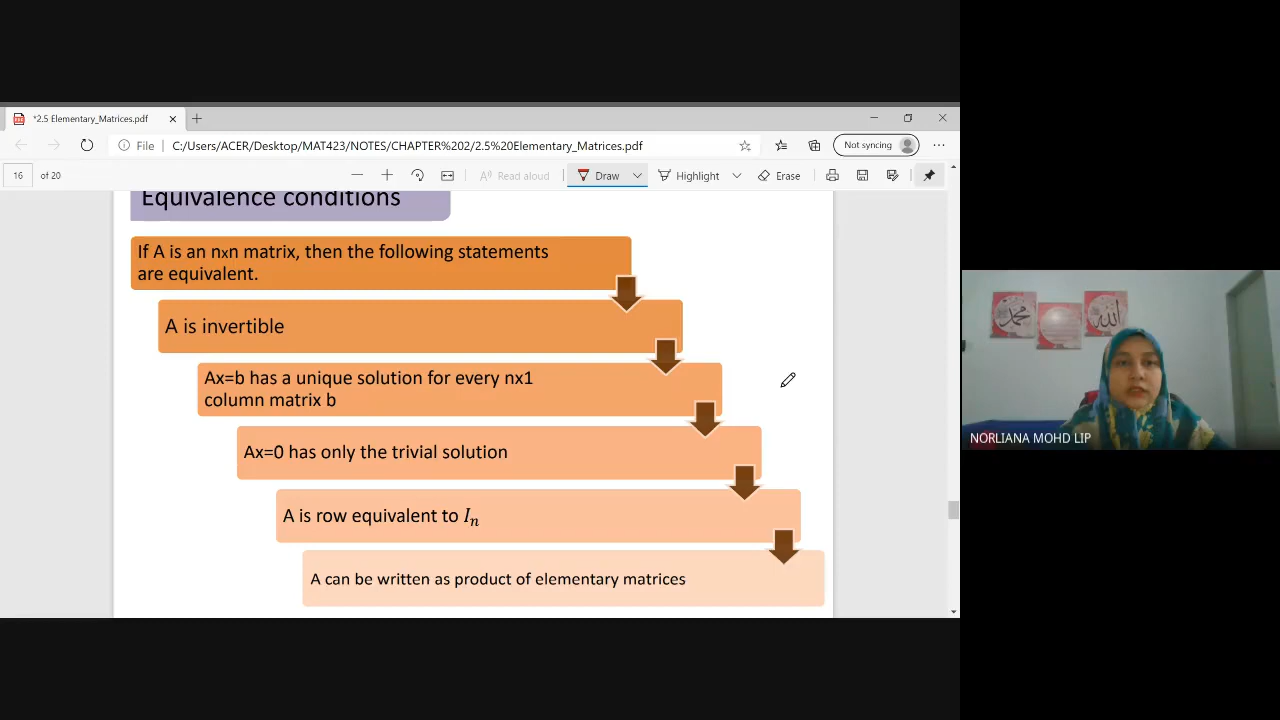 *2.5 Elementary_Matrices.pdf
File
C:/Users/ACER/Desktop/MAT423/NOTES/CHAPTER%202/2.5%20Elementary_Matrices.pdf
Not syncing
16
of 20
Read aloud
Draw
Highlight
Erase
Equivalence conditions
If A is an nxn matrix, then the following statements
are equivalent.
A is invertible
Ax=b has a unique solution for every nx1
column matrix b
Ax=0 has only the trivial solution
A is row equivalent to Iₙ
A can be written as product of elementary matrices
محمد
الله
NORLIANA MOHD LIP